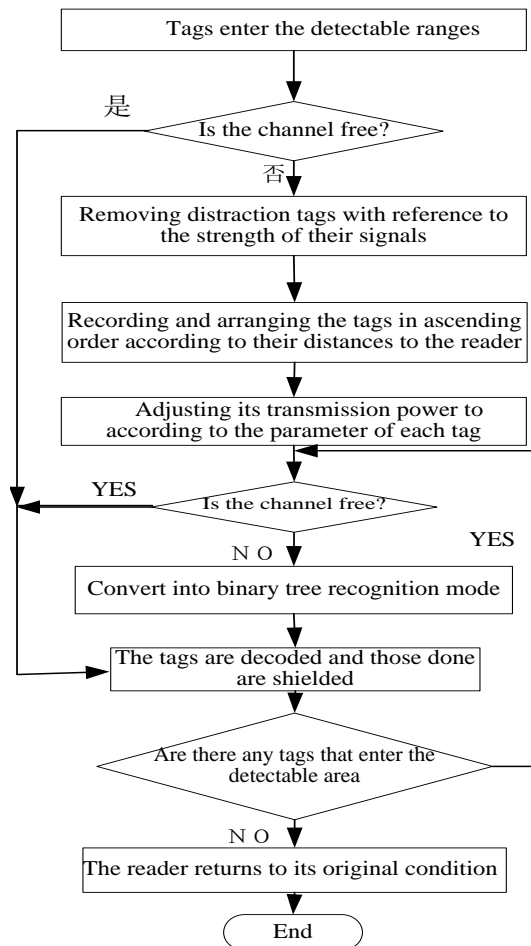 Tags enter the detectable ranges
是
Is the channel free?
否
Removing distraction tags with reference to
the strength of their signals
Recording and arranging the tags in ascending
order according to their distances to the reader
Adjusting its transmission power to
according to the parameter of each tag
YES
Is the channel free?
YES
N O
Convert into binary tree recognition mode
The tags are decoded and those done
are shielded
Are there any tags that enter the
detectable area
N O
The reader returns to its original condition
End